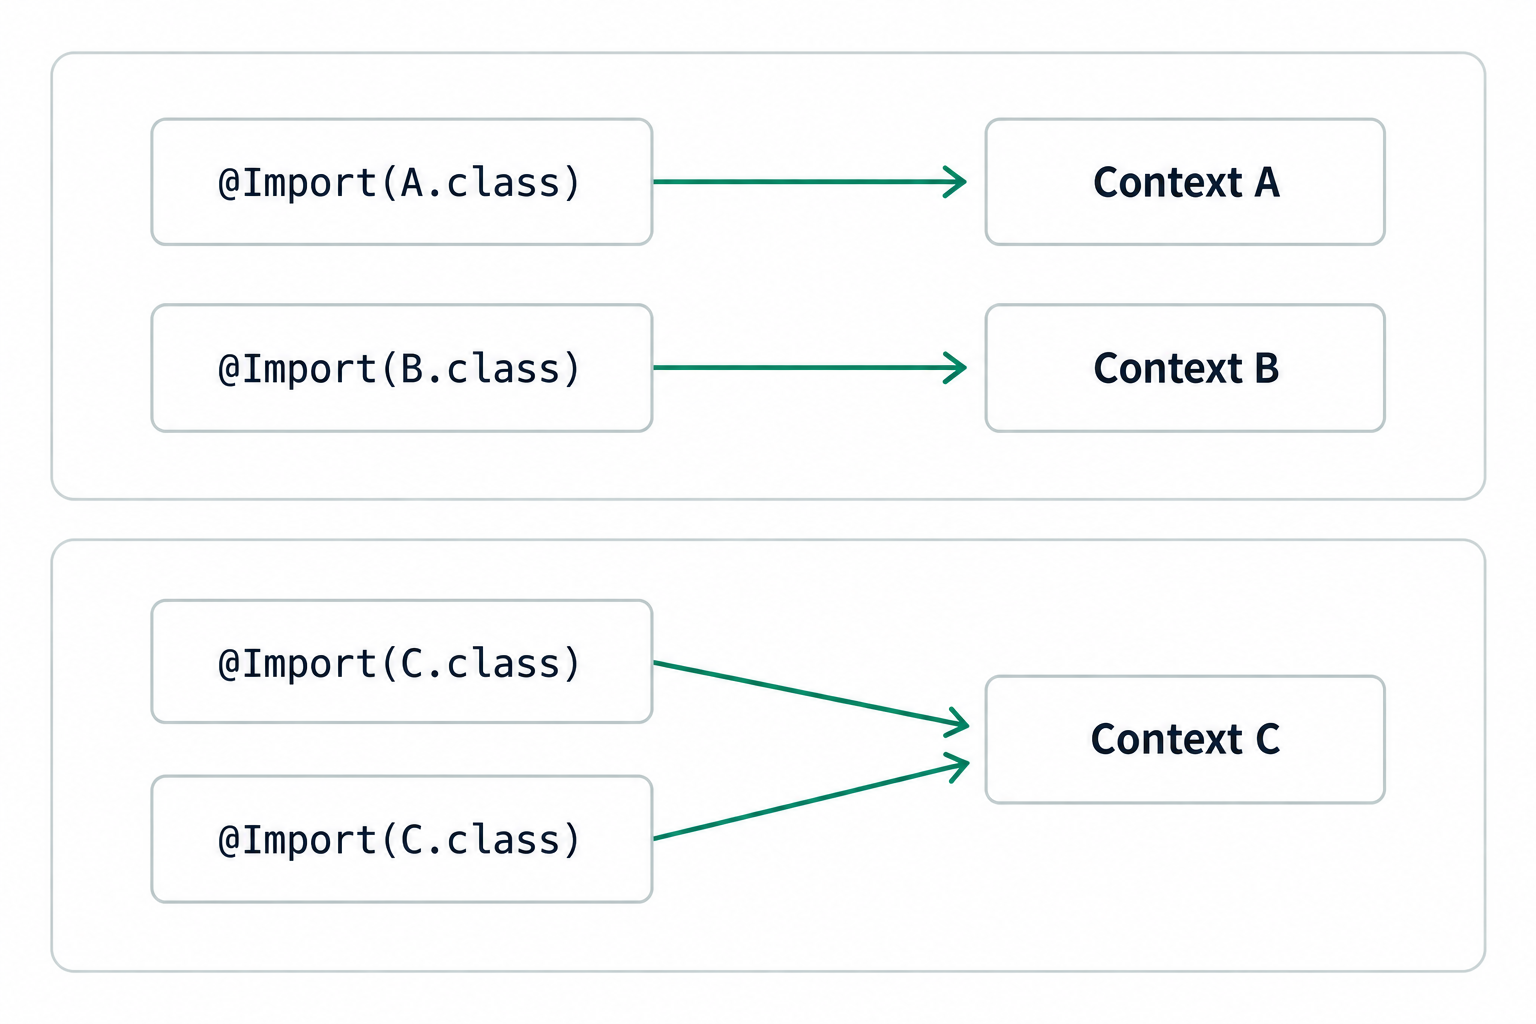 @Import(A.class)
Context A
@Import(B.class)
Context B
@Import(C.class)
Context C
@Import(C.class)